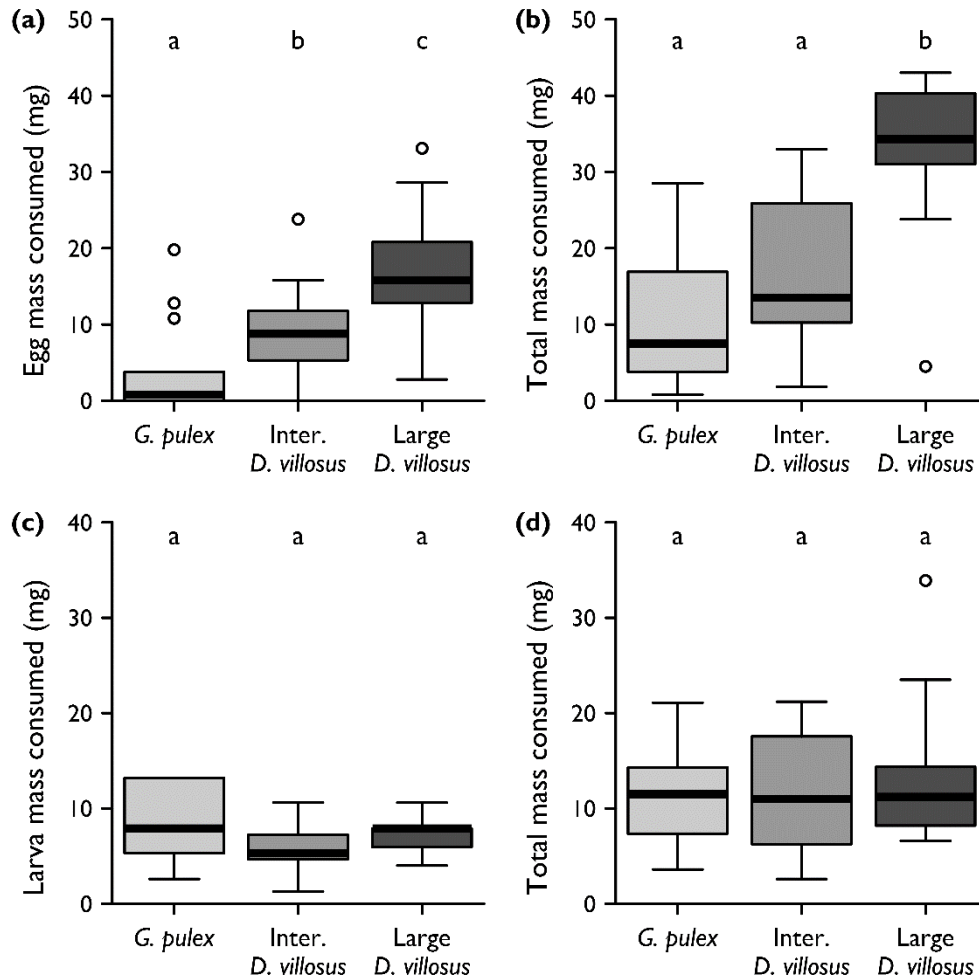 (a)
Egg mass consumed (mg)
50
40
30
20
10
0
a b c
G. pulex Inter. Large
D. villosus D. villosus
(b)
Total mass consumed (mg)
50
40
30
20
10
0
a a b
G. pulex Inter. Large
D. villosus D. villosus
(c)
Larva mass consumed (mg)
40
30
20
10
0
a a a
G. pulex Inter. Large
D. villosus D. villosus
(d)
Total mass consumed (mg)
40
30
20
10
0
a a a
G. pulex Inter. Large
D. villosus D. villosus